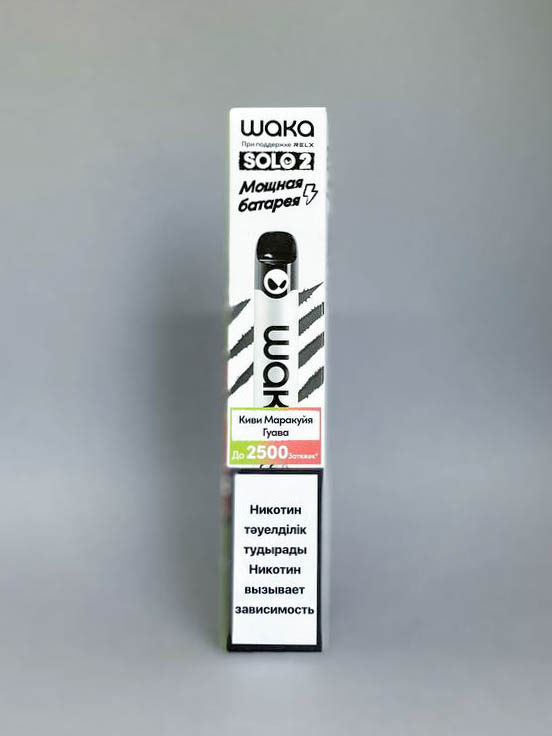 WAKA
При поддержке RELX
SOLO 2
Мощная
батарея
wak
Киви Маракуйя
Гуава
До 2500 Затяжек*
Никотин
тәуелділік
тудырады
Никотин
вызывает
зависимость